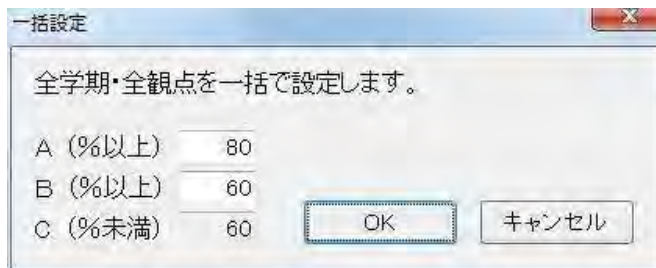 一括設定
全学期・全観点を一括で設定します。
A（%以上） 80
B（%以上） 60
C（%未満） 60
OK キャンセル